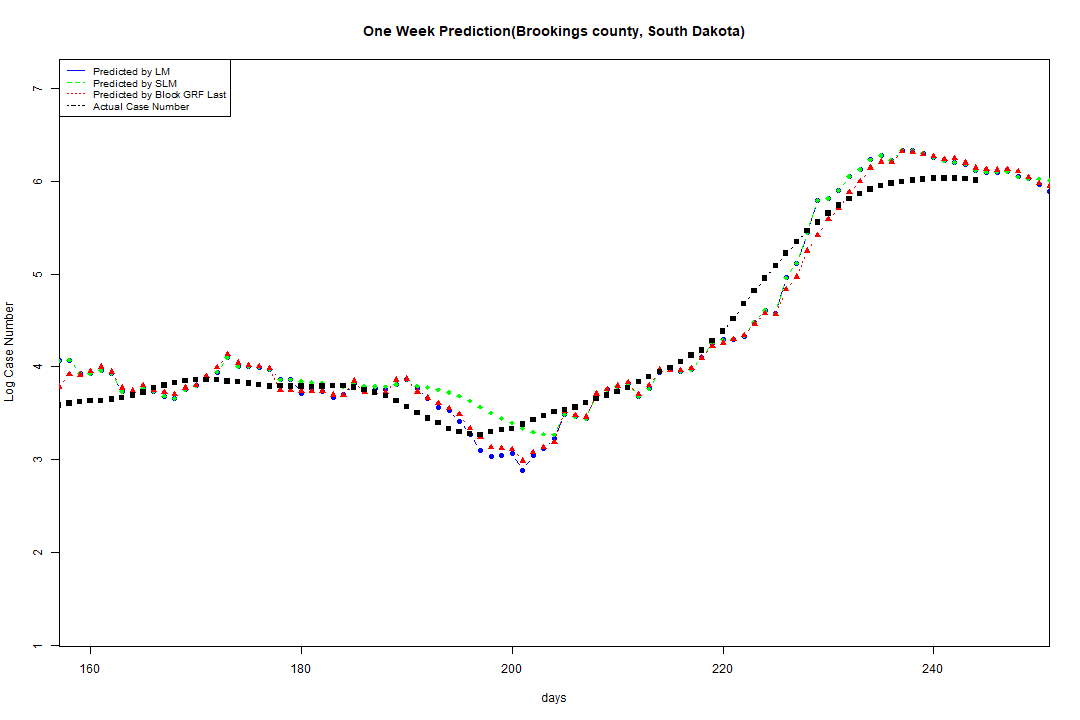 One Week Prediction(Brookings county, South Dakota)
Predicted by LM
Predicted by SLM
Predicted by Block GRF Last
Actual Case Number
7
6
5
4
3
2
1
Log Case Number
160 180 200 220 240
days